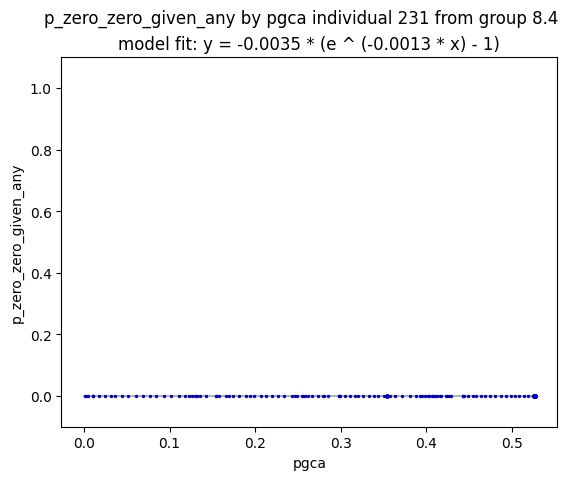 p_zero_zero_given_any by pgca individual 231 from group 8.4
model fit: y = -0.0035 * (e ^ (-0.0013 * x) - 1)
1.0
0.8
0.6
0.4
0.2
0.0
p_zero_zero_given_any
0.0 0.1 0.2 0.3 0.4 0.5
pgca